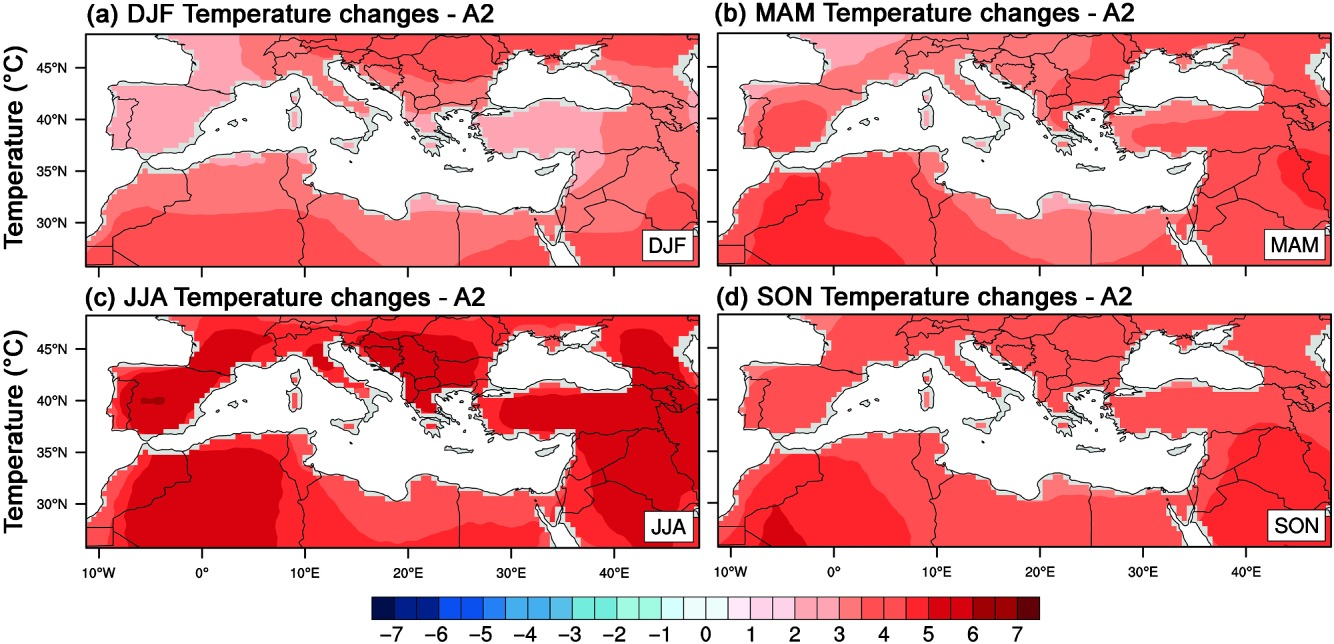 (a) DJF Temperature changes - A2
(b) MAM Temperature changes - A2
Temperature (°C)
45°N
40°N
35°N
30°N
DJF
MAM
(c) JJA Temperature changes - A2
(d) SON Temperature changes - A2
Temperature (°C)
45°N
40°N
35°N
30°N
JJA
SON
10°W 0° 10°E 20°E 30°E 40°E 10°W 0° 10°E 20°E 30°E 40°E
−7 −6 −5 −4 −3 −2 −1 0 1 2 3 4 5 6 7